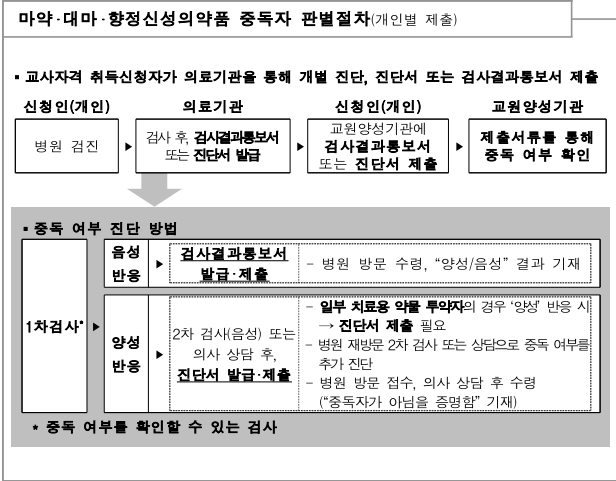 마약·대마·향정신성의약품 중독자 판별절차(개인별 제출)
▪ 교사자격 취득신청자가 의료기관을 통해 개별 진단, 진단서 또는 검사결과통보서 제출
신청인(개인)
병원 검진
▶
의료기관
검사 후, 검사결과통보서
또는 진단서 발급
▶
신청인(개인)
교원양성기관에
검사결과통보서
또는 진단서 제출
▶
교원양성기관
제출서류를 통해
중독 여부 확인
▪ 중독 여부 진단 방법
1차검사*
▶
음성
반응
▶
검사결과통보서
발급·제출
- 병원 방문 수령, “양성/음성” 결과 기재
양성
반응
▶
2차 검사(음성) 또는
의사 상담 후,
진단서 발급·제출
- 일부 치료용 약물 투약자의 경우 ‘양성’ 반응 시
→ 진단서 제출 필요
- 병원 재방문 2차 검사 또는 상담으로 중독 여부를
추가 진단
- 병원 방문 접수, 의사 상담 후 수령
(“중독자가 아님을 증명함” 기재)
* 중독 여부를 확인할 수 있는 검사